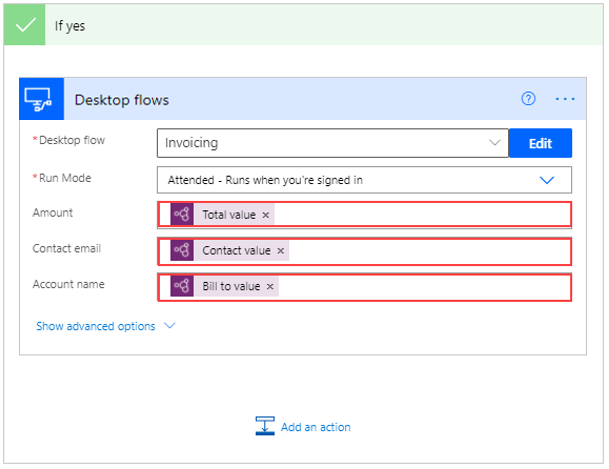 If yes
Desktop flows
*Desktop flow Invoicing Edit
*Run Mode Attended - Runs when you're signed in
Amount Total value ×
Contact email Contact value ×
Account name Bill to value ×
Show advanced options
Add an action